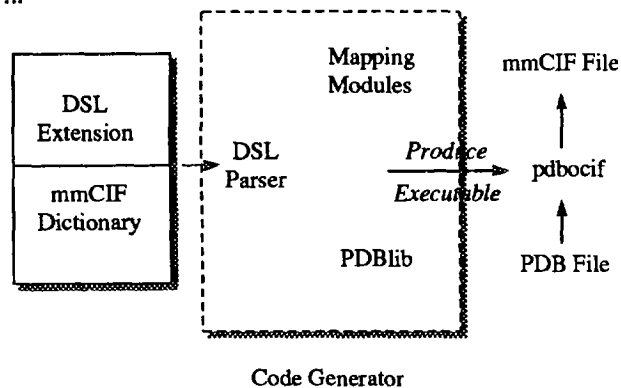 ...
DSL
Extension
mmCIF
Dictionary
DSL
Parser
Mapping
Modules
PDBlib
Produce
Executable
mmCIF File
pdbocif
PDB File
Code Generator